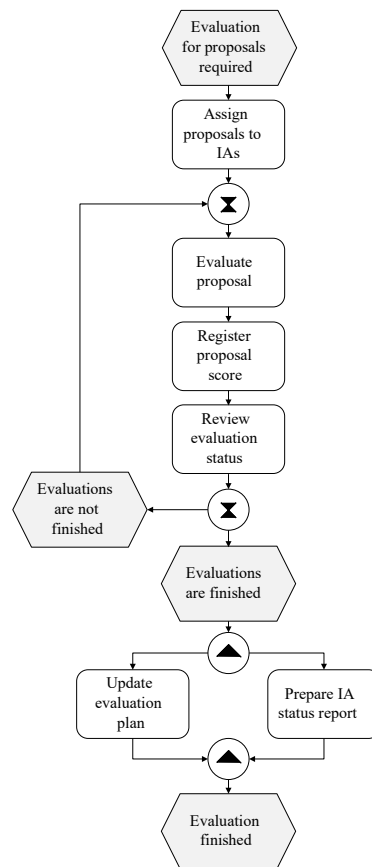 Evaluation
for proposals
required
Assign
proposals to
IAs
Evaluate
proposal
Register
proposal
score
Review
evaluation
status
Evaluations
are not
finished
Evaluations
are finished
Update
evaluation
plan
Prepare IA
status report
Evaluation
finished